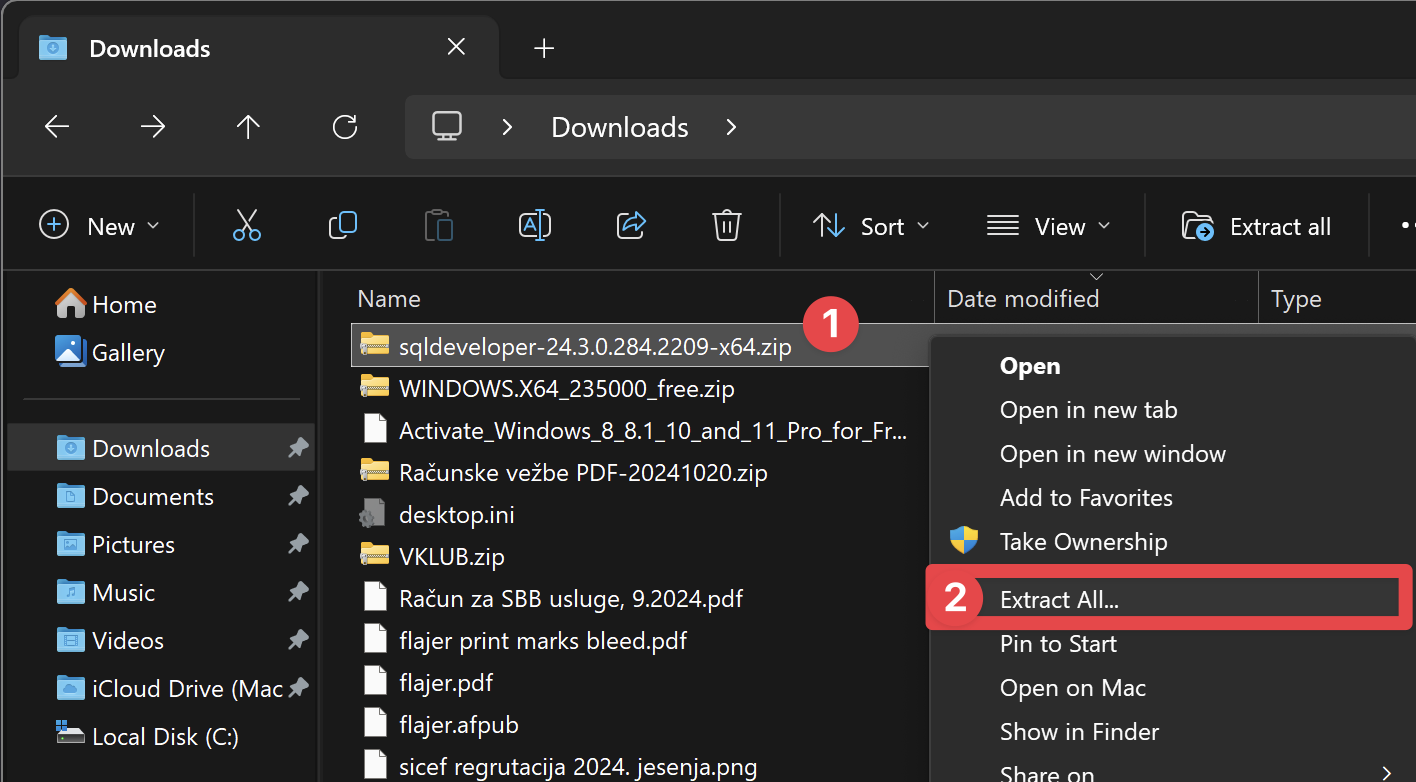 Downloads
Downloads
New
Sort
View
Extract all
Home
Gallery
Downloads
Documents
Pictures
Music
Videos
iCloud Drive (Mac
Local Disk (C:)
Name
Date modified
Type
1
sqldeveloper-24.3.0.284.2209-x64.zip
WINDOWS.X64_235000_free.zip
Activate_Windows_8_8.1_10_and_11_Pro_for_Fr...
Računske vežbe PDF-20241020.zip
desktop.ini
VKLUB.zip
Račun za SBB usluge, 9.2024.pdf
flajer print marks bleed.pdf
flajer.pdf
flajer.afpub
sicef regrutacija 2024. jesenja.png
Open
Open in new tab
Open in new window
Add to Favorites
Take Ownership
2
Extract All...
Pin to Start
Open on Mac
Show in Finder
Share on